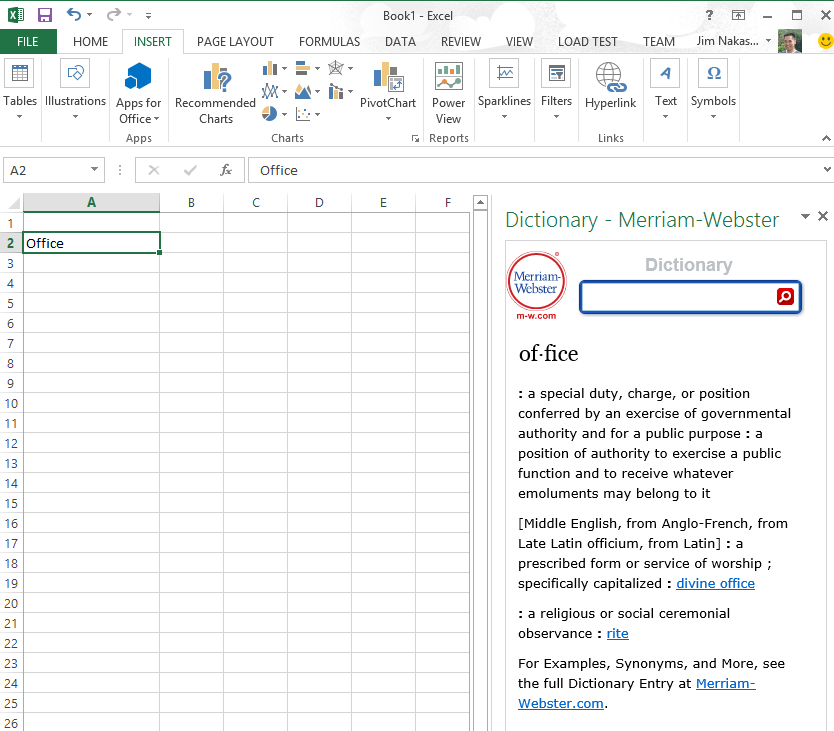 Book1 - Excel
?
FILE HOME INSERT PAGE LAYOUT FORMULAS DATA REVIEW VIEW LOAD TEST TEAM Jim Nakas...
Tables
Illustrations
Apps for
Office
Apps
Recommended
Charts
PivotChart
Charts
Power
View
Reports
Sparklines
Filters
Hyperlink
Links
A
Text
Ω
Symbols
A2
fx
Office
A B C D E F
1
2 Office
3
4
5
6
7
8
9
10
11
12
13
14
15
16
17
18
19
20
21
22
23
24
25
26
Dictionary - Merriam-Webster
Merriam-
Webster
®
m-w.com
Dictionary
of·fice
: a special duty, charge, or position
conferred by an exercise of governmental
authority and for a public purpose : a
position of authority to exercise a public
function and to receive whatever
emoluments may belong to it
[Middle English, from Anglo-French, from
Late Latin officium, from Latin] : a
prescribed form or service of worship ;
specifically capitalized : divine office
: a religious or social ceremonial
observance : rite
For Examples, Synonyms, and More, see
the full Dictionary Entry at Merriam-
Webster.com.